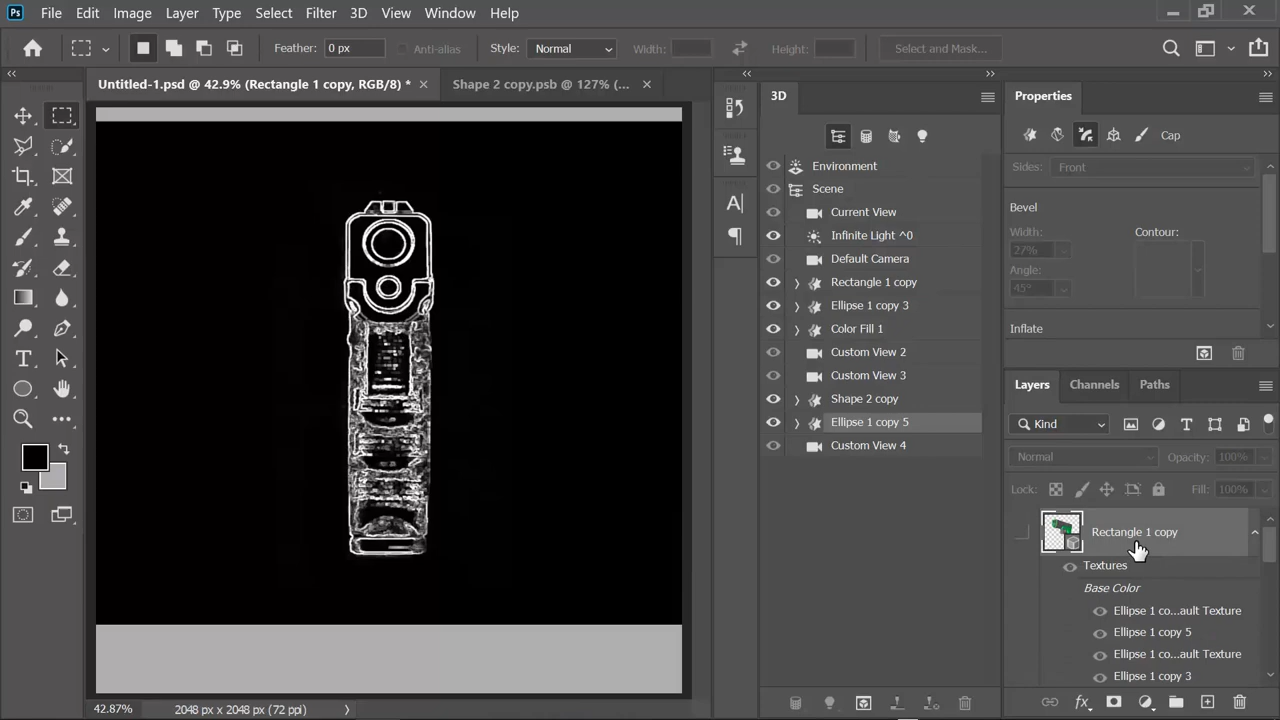 Ps File Edit Image Layer Type Select Filter 3D View Window Help
Feather: 0 px Anti-alias Style: Normal Width: Height: Select and Mask...
Untitled-1.psd @ 42.9% (Rectangle 1 copy, RGB/8) * Shape 2 copy.psb @ 127% (...
3D
Environment
Scene
Current View
Infinite Light ^0
Default Camera
Rectangle 1 copy
Ellipse 1 copy 3
Color Fill 1
Custom View 2
Custom View 3
Shape 2 copy
Ellipse 1 copy 5
Custom View 4
Properties
Cap
Sides: Front
Bevel
Width: Contour:
27%
Angle:
45°
Inflate
Layers Channels Paths
Kind
Normal Opacity: 100%
Lock: Fill: 100%
Rectangle 1 copy
Textures
Base Color
Ellipse 1 co...ault Texture
Ellipse 1 copy 5
Ellipse 1 co...ault Texture
Ellipse 1 copy 3
42.87% 2048 px x 2048 px (72 ppi)